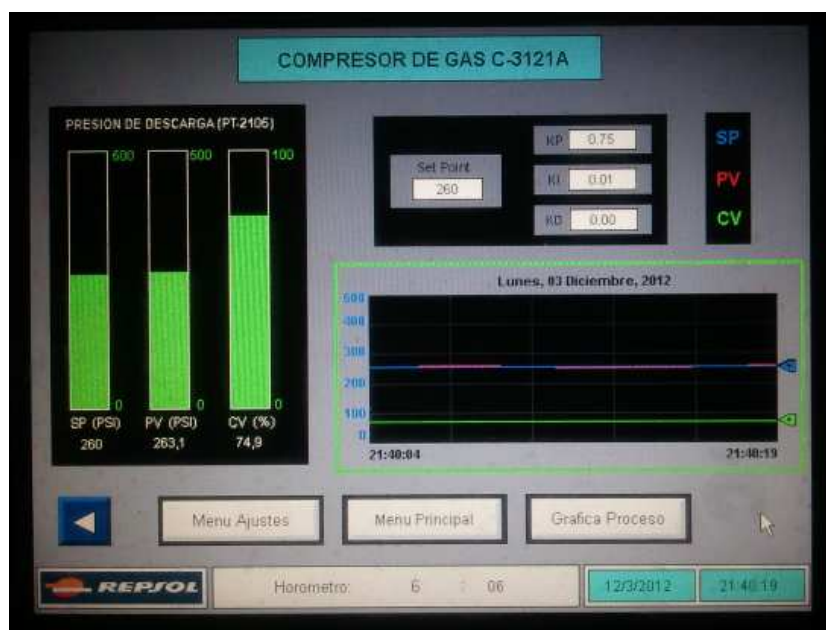 COMPRESOR DE GAS C-3121A
PRESION DE DESCARGA (PT-2106)
600 500 100
0 0 0
SP (PSI) PV (PSI) CV (%)
260 263,1 74,9
Set Point
260
KP 0.75
KI 0.01
KD 0.00
SP
PV
CV
Lunes, 03 Diciembre, 2012
500
400
300
200
100
0
21:40:04 21:40:19
Menu Ajustes Menu Principal Grafica Proceso
REPSOL Horometro: 6 : 06 12/3/2012 21:40:19